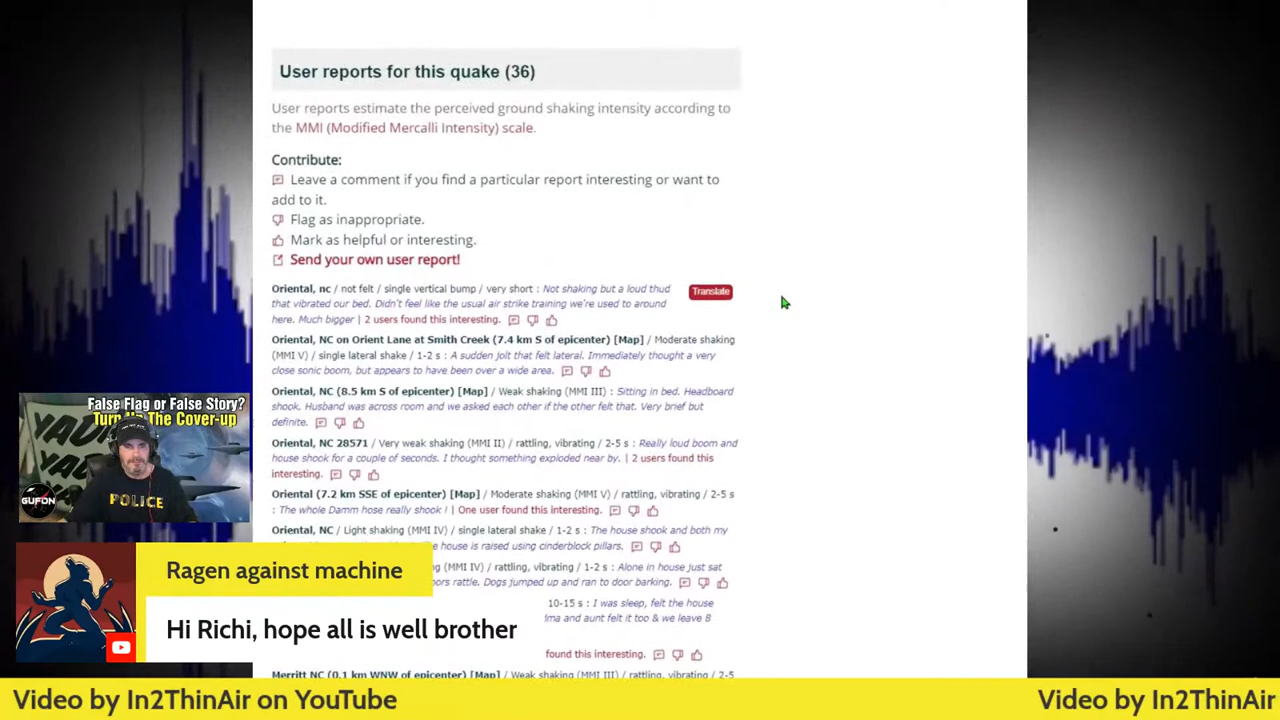 User reports for this quake (36)
User reports estimate the perceived ground shaking intensity according to
the MMI (Modified Mercalli Intensity) scale.
Contribute:
Leave a comment if you find a particular report interesting or want to
add to it.
Flag as inappropriate.
Mark as helpful or interesting.
Send your own user report!
Oriental, nc / not felt / single vertical bump / very short : Not shaking but a loud thud
that vibrated our bed. Didn't feel like the usual air strike training we're used to around
here. Much bigger | 2 users found this interesting.
Translate
Oriental, NC on Orient Lane at Smith Creek (7.4 km S of epicenter) [Map] / Moderate shaking
(MMI V) / single lateral shake / 1-2 s : A sudden jolt that felt lateral. Immediately thought a very
close sonic boom, but appears to have been over a wide area.
Oriental, NC (8.5 km S of epicenter) [Map] / Weak shaking (MMI III) : Sitting in bed. Headboard
shook. Husband was across room and we asked each other if the other felt that. Very brief but
definite.
Oriental, NC 28571 / Very weak shaking (MMI II) / rattling, vibrating / 2-5 s : Really loud boom and
house shook for a couple of seconds. I thought something exploded near by. | 2 users found this
interesting.
Oriental (7.2 km SSE of epicenter) [Map] / Moderate shaking (MMI V) / rattling, vibrating / 2-5 s
: The whole Damm hose really shook ! | One user found this interesting.
Oriental, NC / Light shaking (MMI IV) / single lateral shake / 1-2 s : The house shook and both my
he house is raised using cinderblock pillars.
(MMI IV) / rattling, vibrating / 1-2 s : Alone in house just sat
ors rattle. Dogs jumped up and ran to door barking.
10-15 s : I was sleep, felt the house
ma and aunt felt it too & we leave 8
found this interesting.
Merritt NC (0.1 km WNW of epicenter) [Map] / Weak shaking (MMI III) / rattling, vibrating / 2-5
False Flag or False Story?
The Cover-up
POLICE
GUFON
Ragen against machine
Hi Richi, hope all is well brother
Video by In2ThinAir on YouTube
Video by In2ThinAir